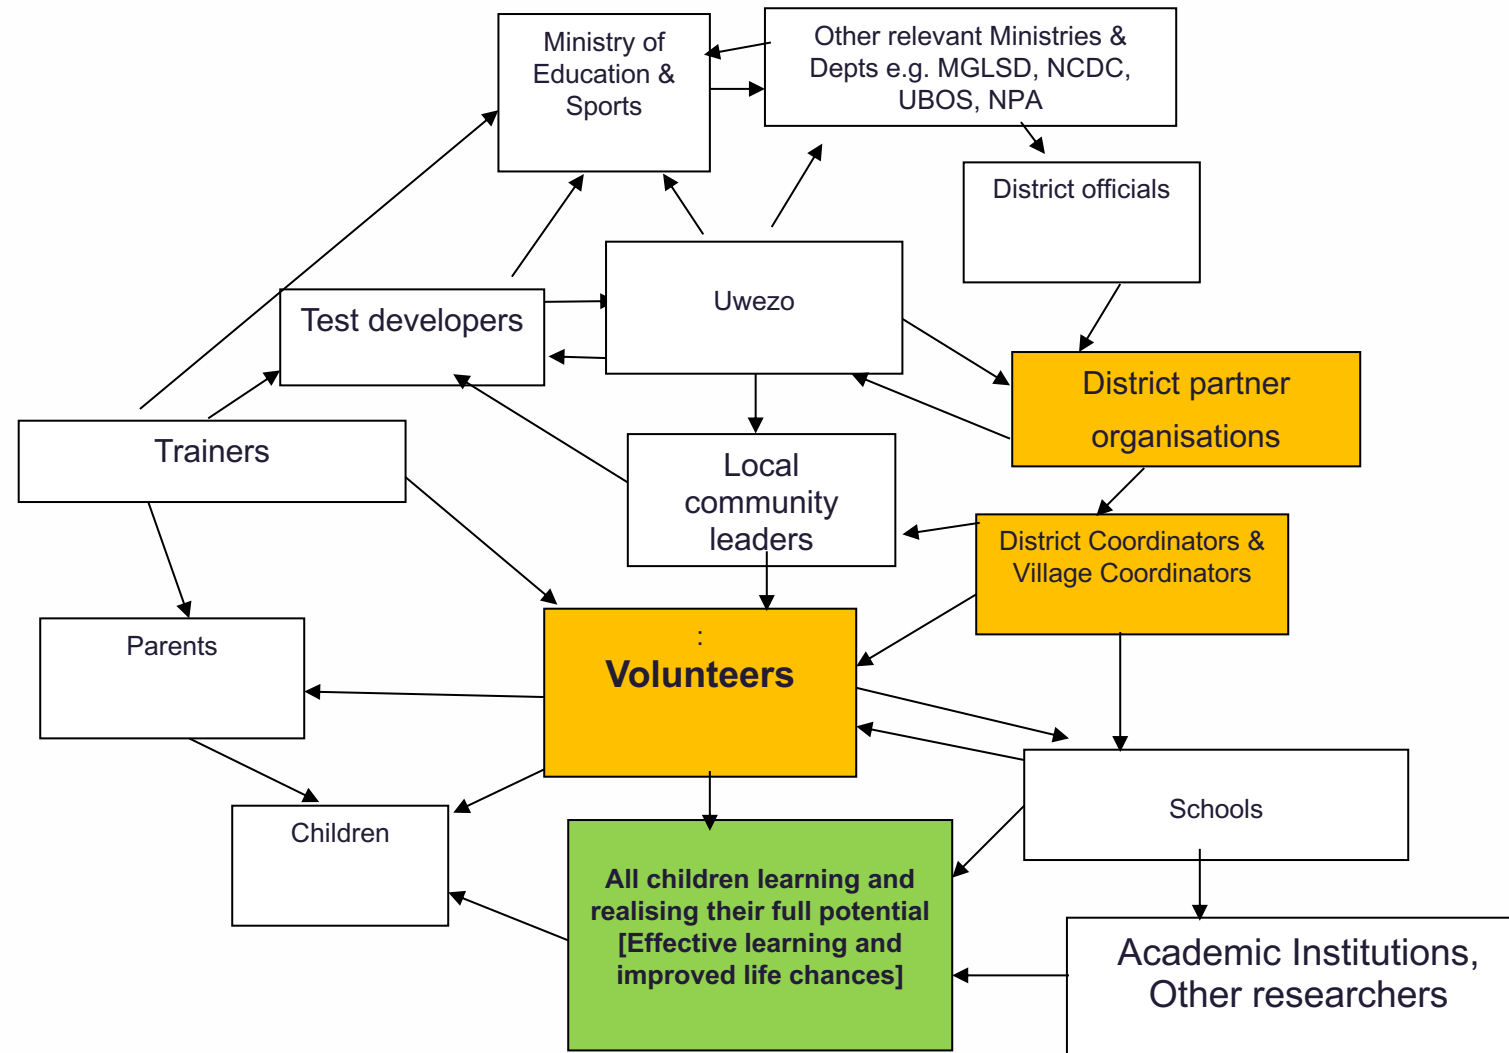 Ministry of
Education &
Sports
Other relevant Ministries &
Depts e.g. MGLSD, NCDC,
UBOS, NPA
District officials
Uwezo
Test developers
District partner
organisations
Trainers
Local
community
leaders
District Coordinators &
Village Coordinators
Parents
:
Volunteers
Schools
Children
All children learning and
realising their full potential
[Effective learning and
improved life chances]
Academic Institutions,
Other researchers